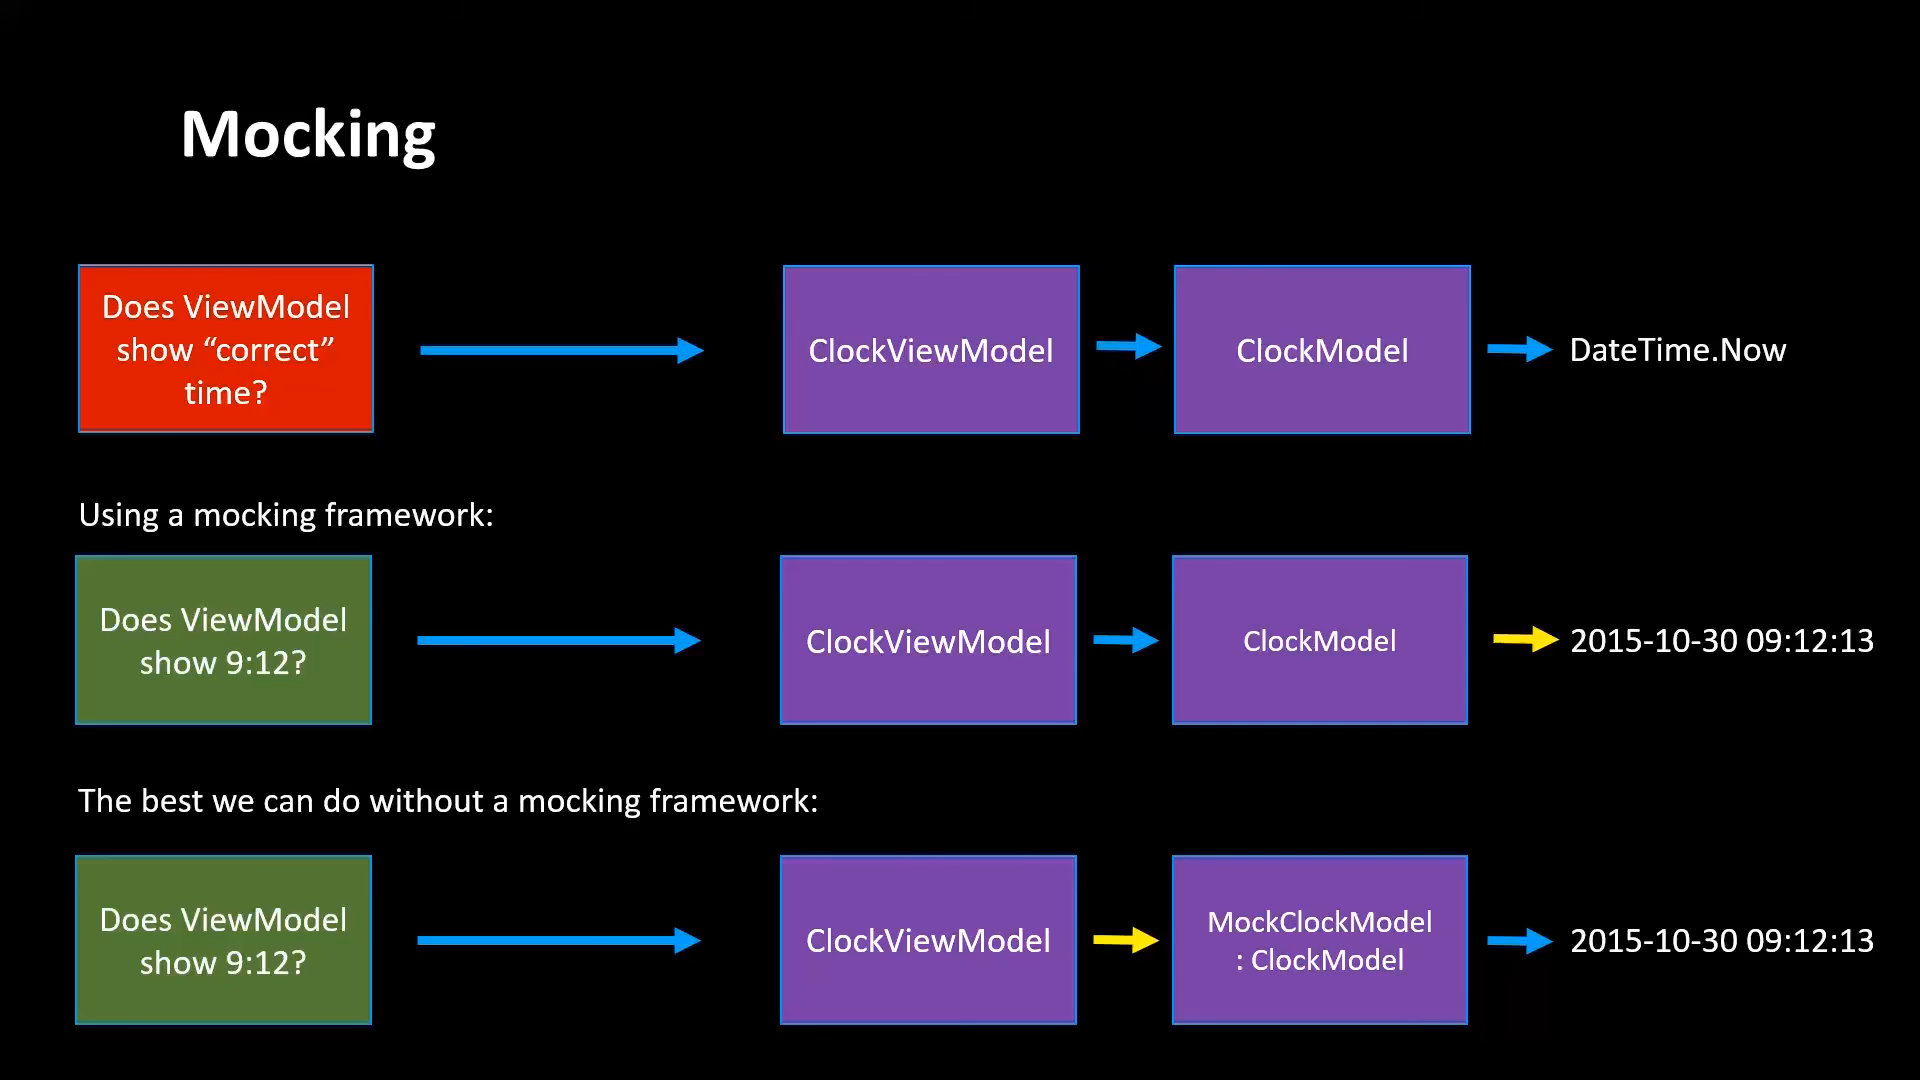 Mocking
Does ViewModel
show “correct”
time?
ClockViewModel
ClockModel
DateTime.Now
Using a mocking framework:
Does ViewModel
show 9:12?
ClockViewModel
ClockModel
2015-10-30 09:12:13
The best we can do without a mocking framework:
Does ViewModel
show 9:12?
ClockViewModel
MockClockModel
: ClockModel
2015-10-30 09:12:13